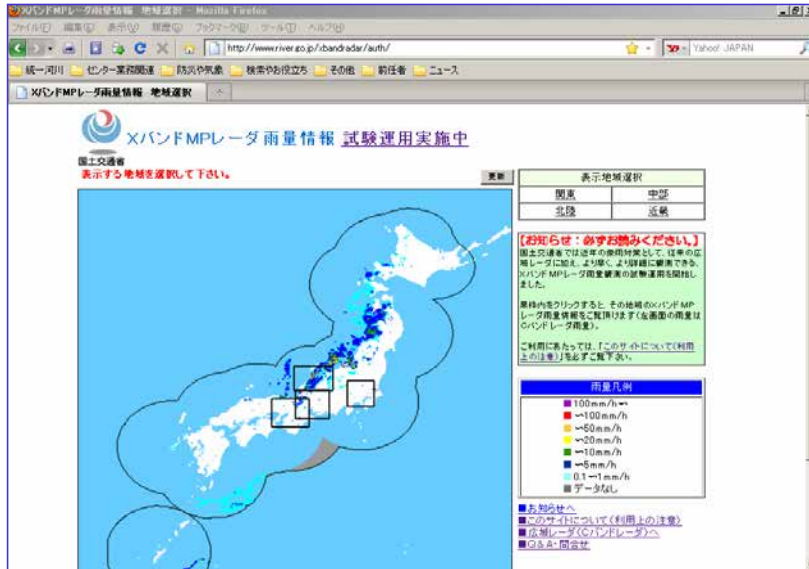 XバンドMPレーダ雨量情報 地域選択 - Mozilla Firefox
ファイル(F) 編集(E) 表示(V) 履歴(S) ブックマーク(B) ツール(T) ヘルプ(H)
http://www.river.go.jp/xbandradar/auth/
Yahoo! JAPAN
統一河川 センター業務関連 防災や気象 検索やお役立ち その他 前任者 ニュース
XバンドMPレーダ雨量情報 地域選択
XバンドMPレーダ雨量情報 試験運用実施中
国土交通省
表示する地域を選択して下さい。
更新
表示地域選択
関東 中部
北陸 近畿
【お知らせ：必ずお読みください。】
国土交通省では近年の豪雨対策として、従来の広
域レーダに加え、より早く、より詳細に観測できる、
XバンドMPレーダ雨量観測の試験運用を開始し
ました。
黒枠内をクリックすると、その地域のXバンドMP
レーダ雨量情報をご覧頂けます（左画面の雨量は
Cバンドレーダ雨量）。
ご利用にあたっては、「このサイトについて（利用
上の注意）」を必ずご覧下さい。
雨量凡例
■100mm/h〜
■〜100mm/h
■〜50mm/h
■〜20mm/h
■〜10mm/h
■〜5mm/h
■0.1〜1mm/h
■データなし
■お知らせへ
■このサイトについて（利用上の注意）
■広域レーダ（Cバンドレーダ）へ
■Q&A・問合せ